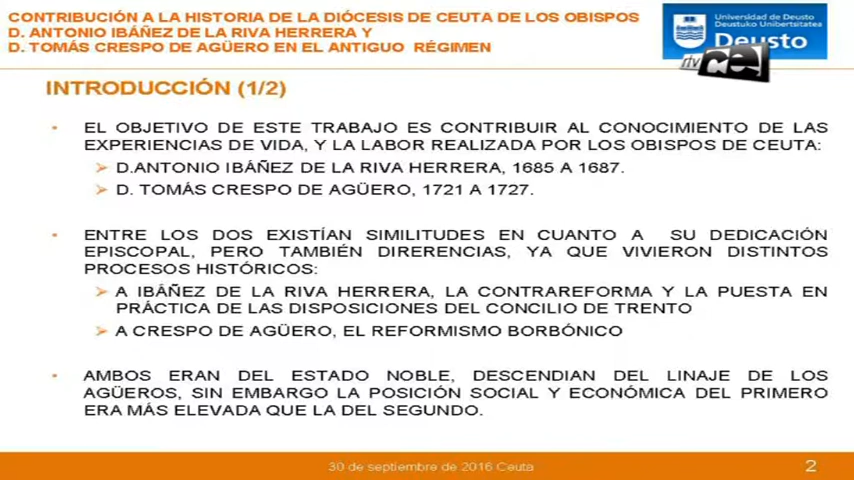 CONTRIBUCIÓN A LA HISTORIA DE LA DIÓCESIS DE CEUTA DE LOS OBISPOS
D. ANTONIO IBÁÑEZ DE LA RIVA HERRERA Y
D. TOMÁS CRESPO DE AGÜERO EN EL ANTIGUO RÉGIMEN
Universidad de Deusto
Deustuko Unibertsitatea
Deusto
rtv ce
INTRODUCCIÓN (1/2)
• EL OBJETIVO DE ESTE TRABAJO ES CONTRIBUIR AL CONOCIMIENTO DE LAS
EXPERIENCIAS DE VIDA, Y LA LABOR REALIZADA POR LOS OBISPOS DE CEUTA:
➢ D.ANTONIO IBÁÑEZ DE LA RIVA HERRERA, 1685 A 1687.
➢ D. TOMÁS CRESPO DE AGÜERO, 1721 A 1727.
• ENTRE LOS DOS EXISTÍAN SIMILITUDES EN CUANTO A SU DEDICACIÓN
EPISCOPAL, PERO TAMBIÉN DIRERENCIAS, YA QUE VIVIERON DISTINTOS
PROCESOS HISTÓRICOS:
➢ A IBÁÑEZ DE LA RIVA HERRERA, LA CONTRAREFORMA Y LA PUESTA EN
PRÁCTICA DE LAS DISPOSICIONES DEL CONCILIO DE TRENTO
➢ A CRESPO DE AGÜERO, EL REFORMISMO BORBÓNICO
• AMBOS ERAN DEL ESTADO NOBLE, DESCENDIAN DEL LINAJE DE LOS
AGÜEROS, SIN EMBARGO LA POSICIÓN SOCIAL Y ECONÓMICA DEL PRIMERO
ERA MÁS ELEVADA QUE LA DEL SEGUNDO.
30 de septiembre de 2016 Ceuta
2